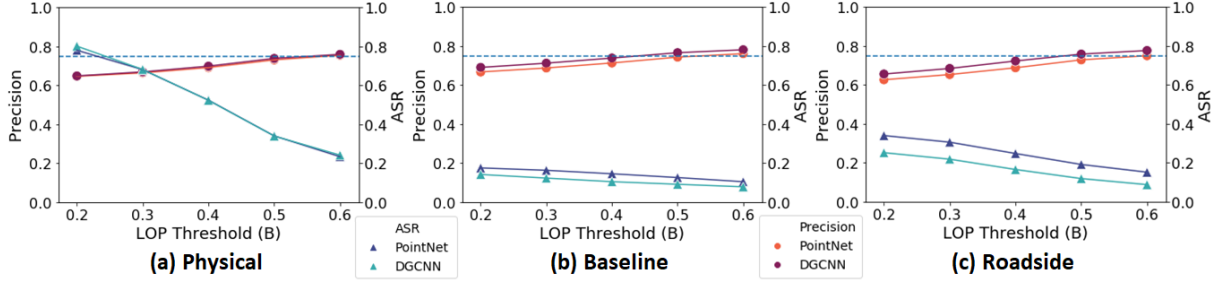 1.0 1.0 1.0 1.0 1.0 1.0
0.8 0.8 0.8 0.8 0.8 0.8
0.6 0.6 0.6 0.6 0.6 0.6
Precision ASR Precision ASR Precision ASR
0.4 0.4 0.4 0.4 0.4 0.4
0.2 0.2 0.2 0.2 0.2 0.2
0.0 0.0 0.0 0.0 0.0 0.0
0.2 0.3 0.4 0.5 0.6 0.2 0.3 0.4 0.5 0.6 0.2 0.3 0.4 0.5 0.6
LOP Threshold (B) LOP Threshold (B) LOP Threshold (B)
ASR
PointNet
DGCNN
Precision
PointNet
DGCNN
(a) Physical (b) Baseline (c) Roadside